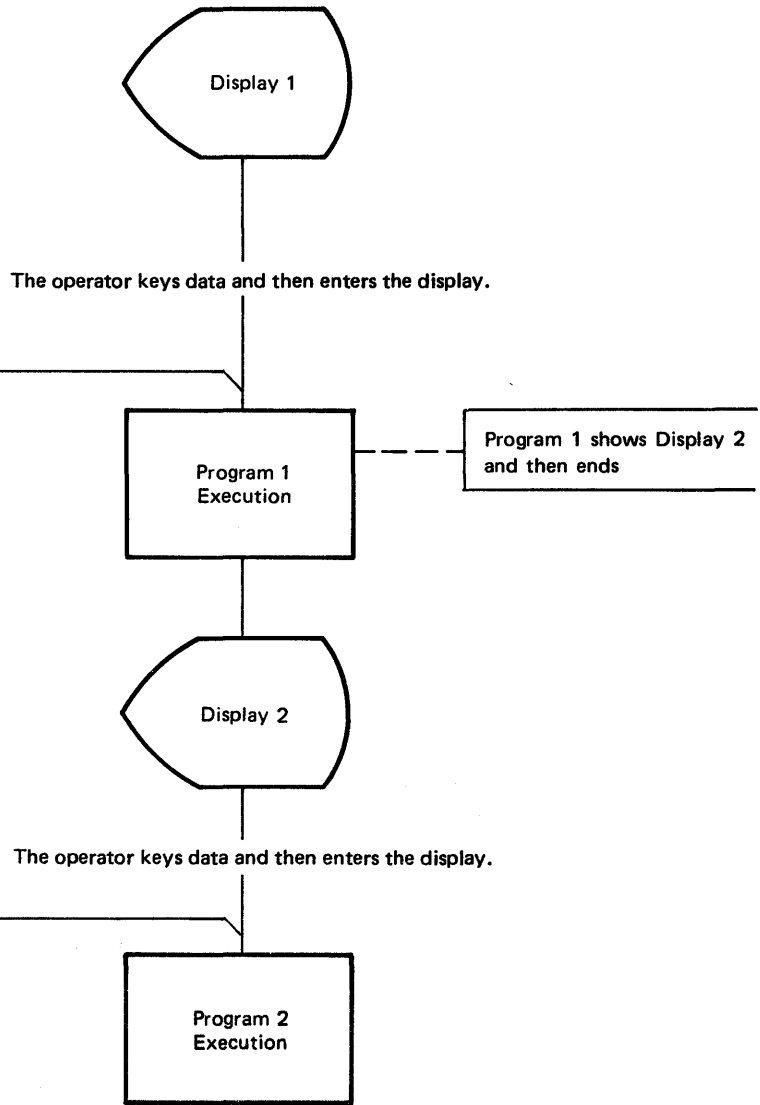 Display 1
The operator keys data and then enters the display.
Program 1
Execution
Program 1 shows Display 2
and then ends
Display 2
The operator keys data and then enters the display.
Program 2
Execution